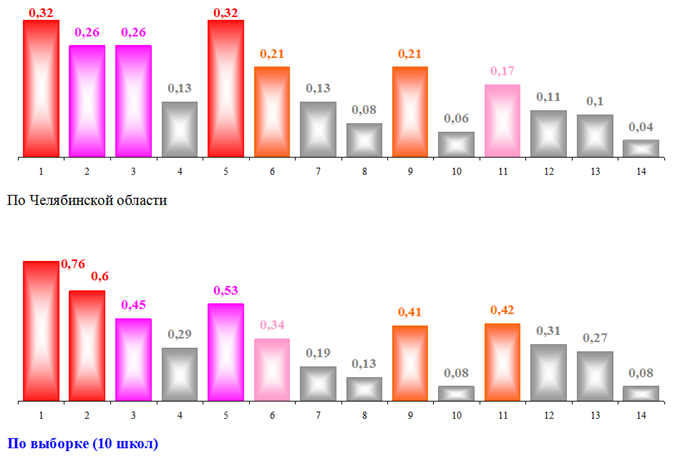 0,32 0,26 0,26 0,13 0,32 0,21 0,13 0,08 0,21 0,06 0,17 0,11 0,1 0,04
1 2 3 4 5 6 7 8 9 10 11 12 13 14
По Челябинской области
0,76 0,6 0,45 0,29 0,53 0,34 0,19 0,13 0,41 0,08 0,42 0,31 0,27 0,08
1 2 3 4 5 6 7 8 9 10 11 12 13 14
По выборке (10 школ)